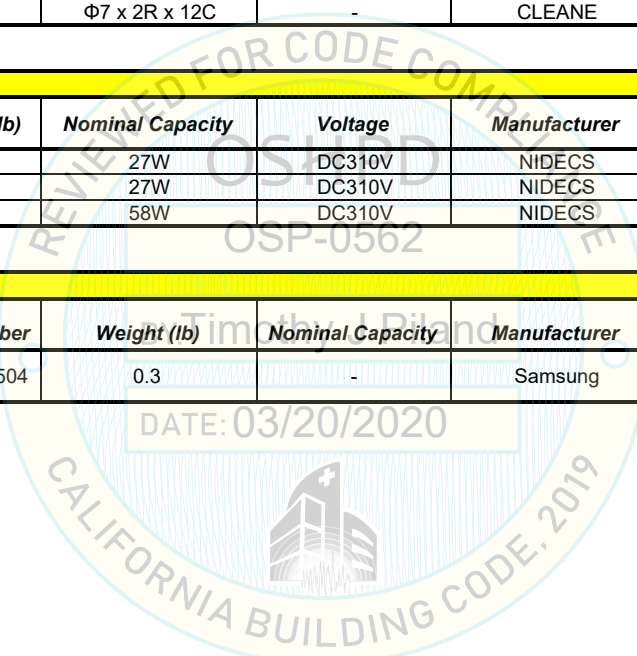 Φ7 x 2R x 12C - CLEANE
REVIEWED FOR CODE COMPLIANCE
lb) Nominal Capacity Voltage Manufacturer
OSHPD
27W DC310V NIDECS
27W DC310V NIDECS
58W DC310V NIDECS
OSP-0562
ber Weight (lb) Nominal Capacity Manufacturer
BY: Timothy J Piland
504 0.3 - Samsung
DATE: 03/20/2020
CALIFORNIA BUILDING CODE, 2019